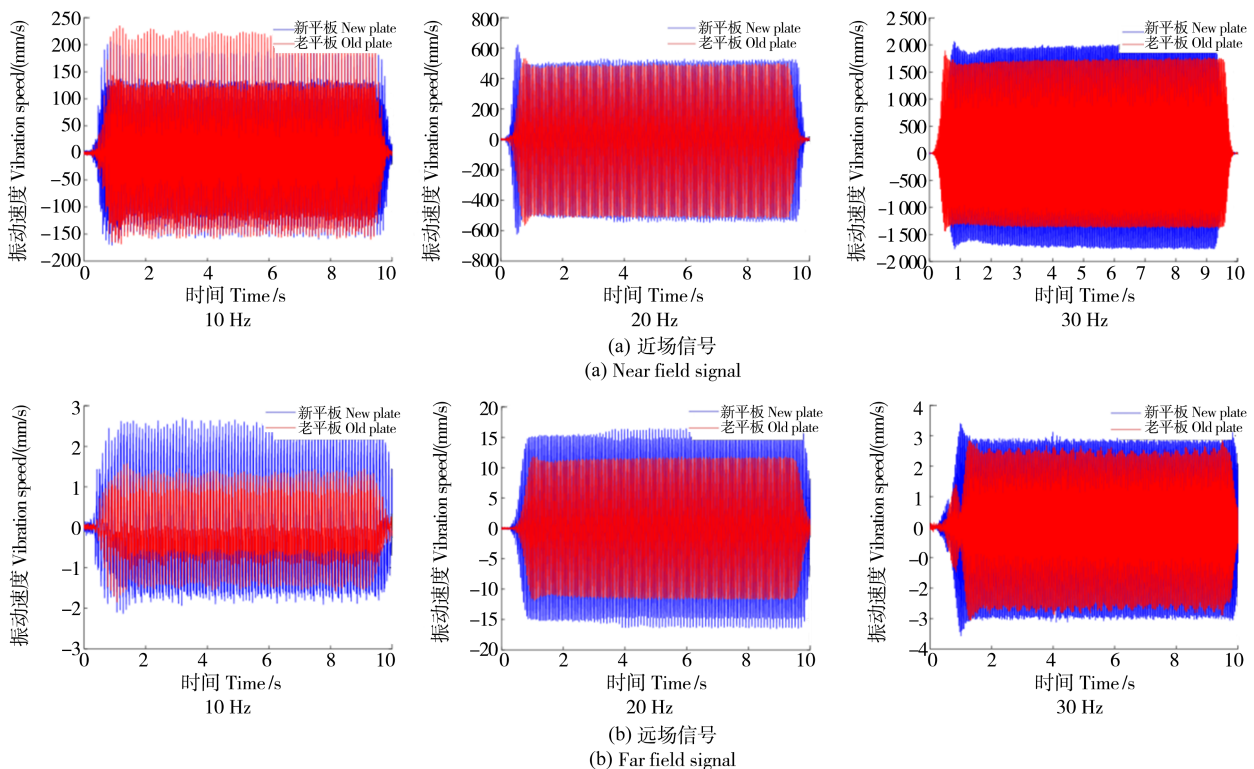 新平板 New plate
老平板 Old plate
振动速度 Vibration speed/(mm/s)
250
200
150
100
50
0
−50
−100
−150
−200
0 2 4 6 8 10
时间 Time/s
10 Hz
新平板 New plate
老平板 Old plate
振动速度 Vibration speed/(mm/s)
800
600
400
200
0
−200
−400
−600
−800
0 2 4 6 8 10
时间 Time/s
20 Hz
新平板 New plate
老平板 Old plate
振动速度 Vibration speed/(mm/s)
2 500
2 000
1 500
1 000
500
0
−500
−1 000
−1 500
−2 000
0 1 2 3 4 5 6 7 8 9 10
时间 Time/s
30 Hz
(a) 近场信号
(a) Near field signal
新平板 New plate
老平板 Old plate
振动速度 Vibration speed/(mm/s)
3
2
1
0
−1
−2
−3
0 2 4 6 8 10
时间 Time/s
10 Hz
新平板 New plate
老平板 Old plate
振动速度 Vibration speed/(mm/s)
20
15
10
5
0
−5
−10
−15
−20
0 2 4 6 8 10
时间 Time/s
20 Hz
新平板 New plate
老平板 Old plate
振动速度 Vibration speed/(mm/s)
4
3
2
1
0
−0
−2
−3
−4
0 2 4 6 8 10
时间 Time/s
30 Hz
(b) 远场信号
(b) Far field signal